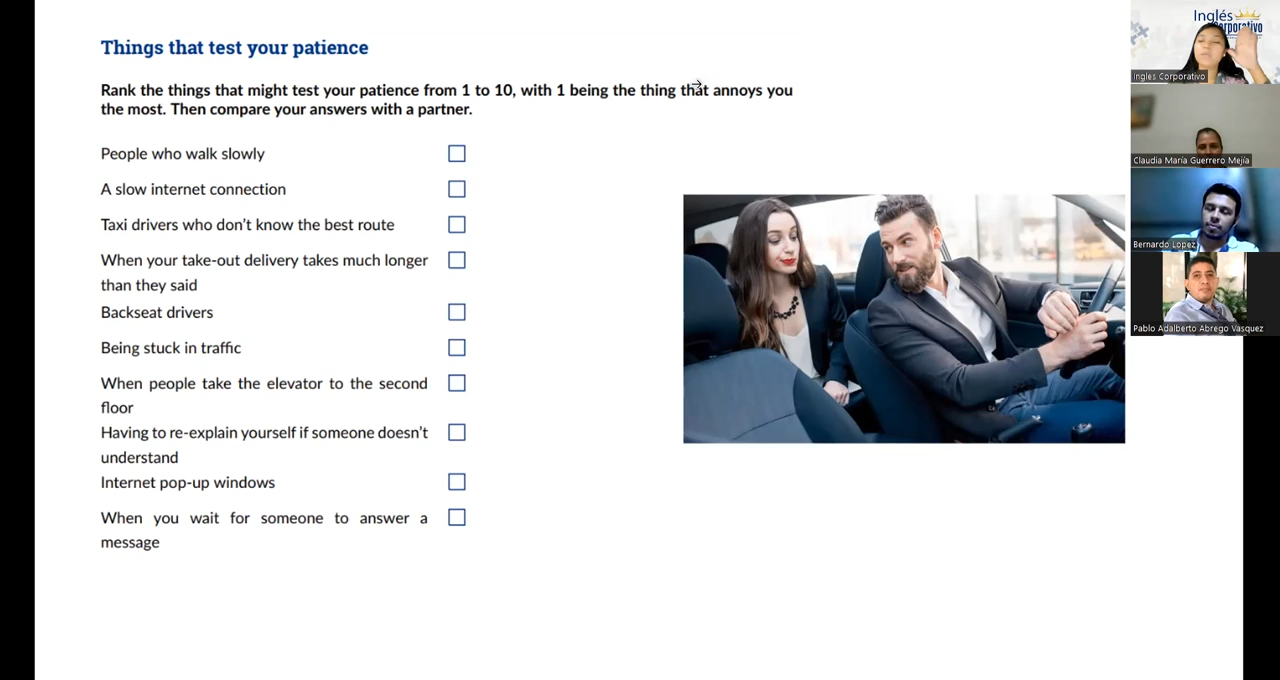 Things that test your patience
Rank the things that might test your patience from 1 to 10, with 1 being the thing that annoys you
the most. Then compare your answers with a partner.
People who walk slowly
A slow internet connection
Taxi drivers who don’t know the best route
When your take-out delivery takes much longer
than they said
Backseat drivers
Being stuck in traffic
When people take the elevator to the second
floor
Having to re-explain yourself if someone doesn’t
understand
Internet pop-up windows
When you wait for someone to answer a
message
Inglés
Corporativo
Ingles Corporativo
Claudia María Guerrero Mejía
Bernardo Lopez
Pablo Adalberto Abrego Vasquez